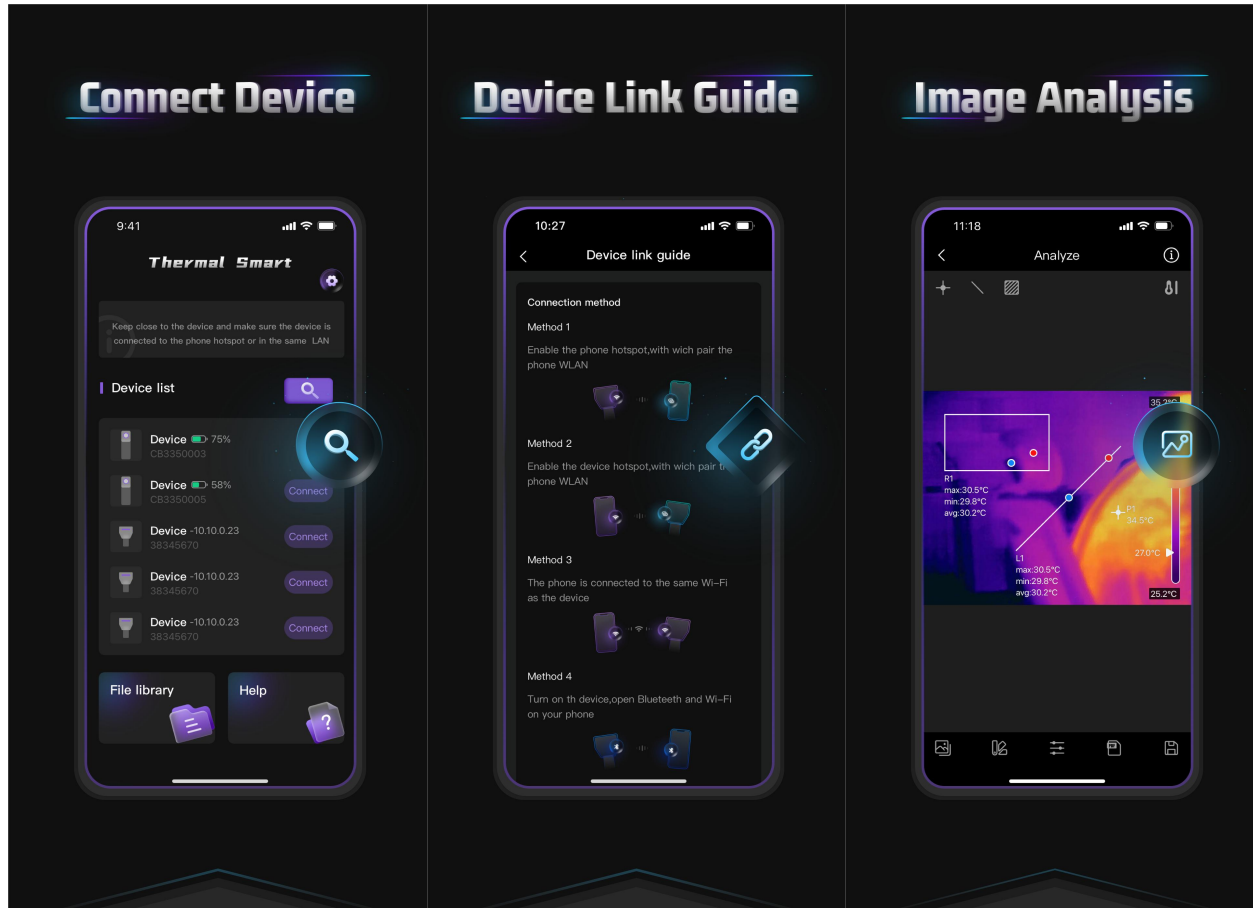 Connect Device
9:41
Thermal Smart
Keep close to the device and make sure the device is
connected to the phone hotspot or in the same LAN
Device list
Device 75%
CB3350003
Device 58%
CB3350005
Connect
Device -10.10.0.23
38345670
Connect
Device -10.10.0.23
38345670
Connect
Device -10.10.0.23
38345670
Connect
File library
Help
Device Link Guide
10:27
Device link guide
Connection method
Method 1
Enable the phone hotspot,with wich pair the
phone WLAN
Method 2
Enable the device hotspot,with wich pair
phone WLAN
Method 3
The phone is connected to the same Wi-Fi
as the device
Method 4
Turn on th device,open Blueteeth and Wi-Fi
on your phone
Image Analysis
11:18
Analyze
35.2°C
R1
max:30.5°C
min:29.8°C
avg:30.2°C
P1
34.5°C
27.0°C
L1
max:30.5°C
min:29.8°C
avg:30.2°C
25.2°C